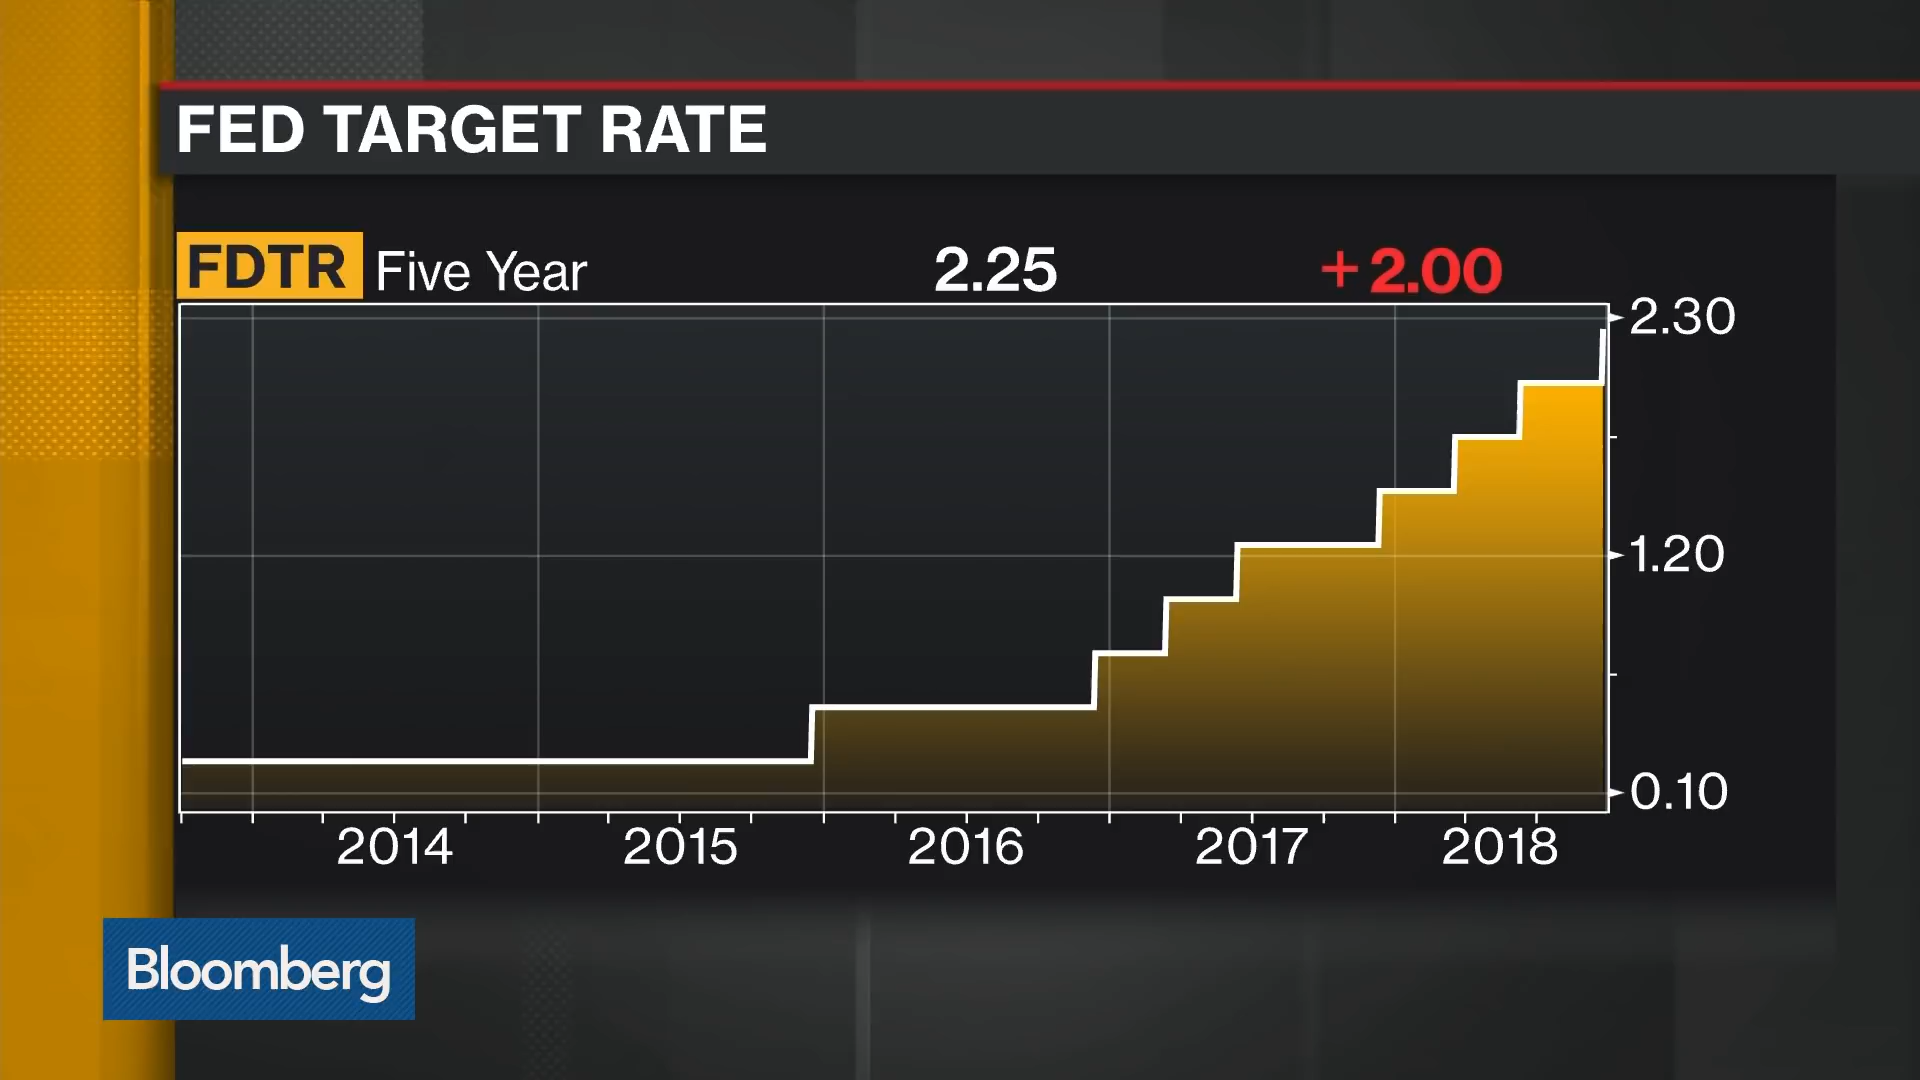 FED TARGET RATE
FDTR Five Year 2.25 +2.00
2.30
1.20
0.10
2014 2015 2016 2017 2018
Bloomberg